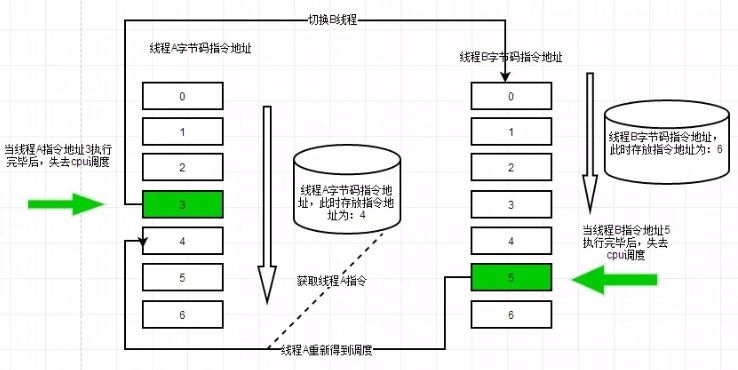 切换B线程
线程A字节码指令地址
线程B字节码指令地址
0
1
2
3
4
5
6
当线程A指令地址3执行
完毕后，失去cpu调度
线程A字节码指令地
址，此时存放指令地
址为：4
获取线程A指令
0
1
2
3
4
5
6
线程B字节码指令地址，
此时存放指令地址为：6
当线程B指令地址5
执行完毕后，失去
cpu调度
线程A重新得到调度